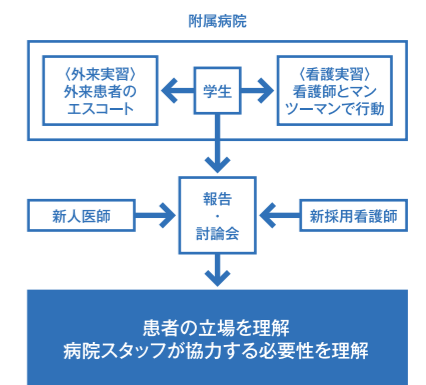 附属病院
〈外来実習〉
外来患者の
エスコート
学生
〈看護実習〉
看護師とマン
ツーマンで行動
新人医師
報告
・
討論会
新採用看護師
患者の立場を理解
病院スタッフが協力する必要性を理解